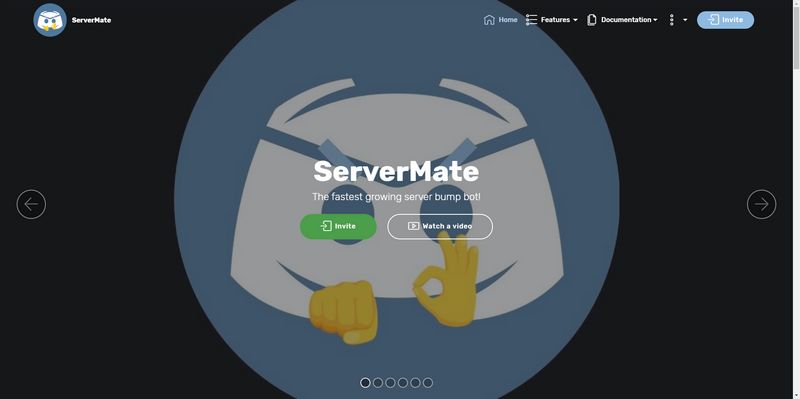 ServerMate
Home
Features
Documentation
Invite
ServerMate
The fastest growing server bump bot!
Invite
Watch a video